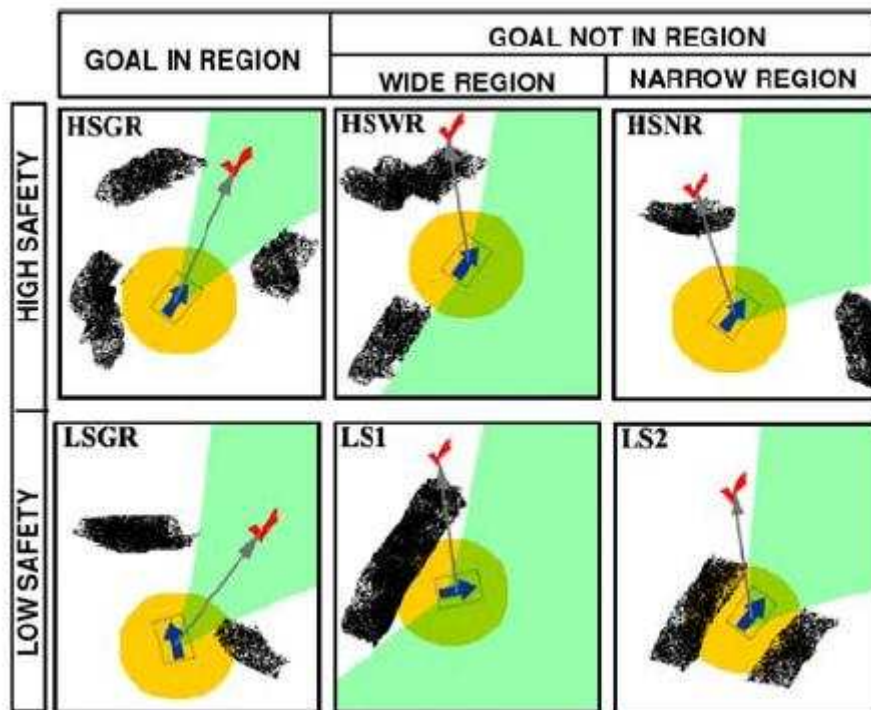 GOAL IN REGION
GOAL NOT IN REGION
WIDE REGION
NARROW REGION
HIGH SAFETY
HSGR
HSWR
HSNR
LOW SAFETY
LSGR
LS1
LS2